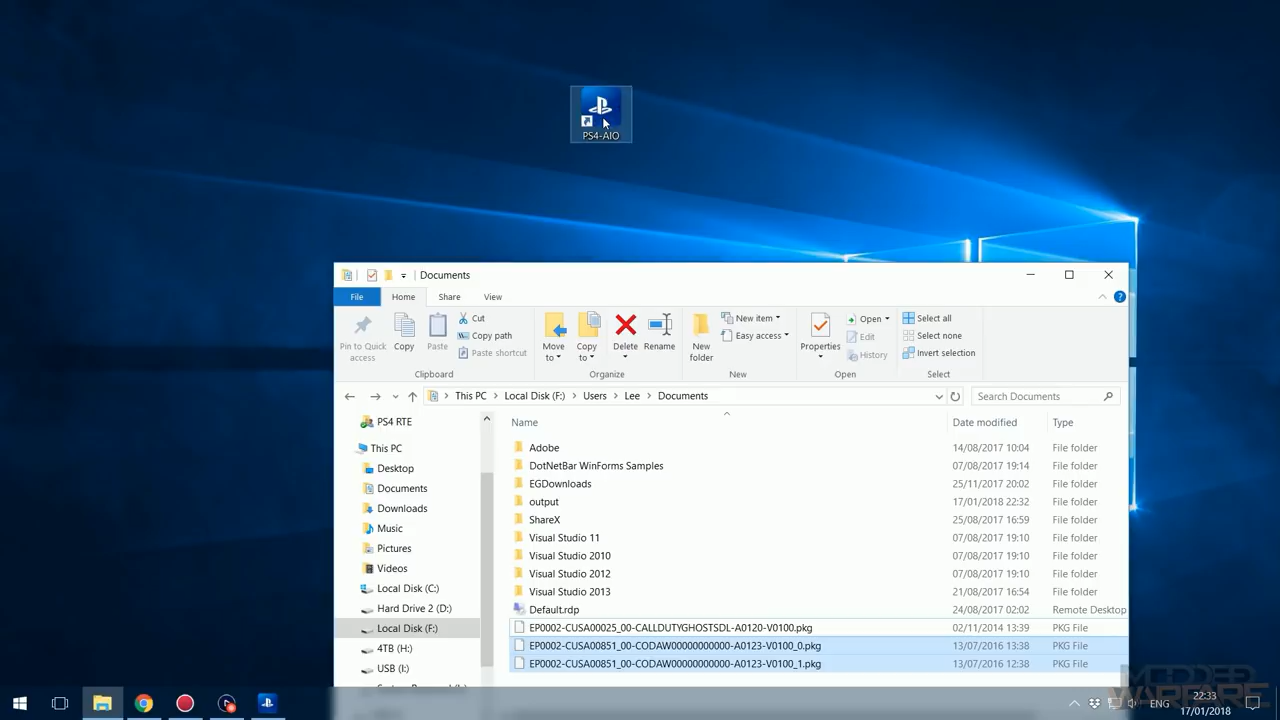 PS4-AIO
Documents
File Home Share View
Pin to Quick access
Copy
Paste
Cut
Copy path
Paste shortcut
Clipboard
Move to
Copy to
Delete
Rename
Organize
New folder
New item
Easy access
New
Properties
Open
Edit
History
Open
Select all
Select none
Invert selection
Select
This PC Local Disk (F:) Users Lee Documents
Search Documents
PS4 RTE
This PC
Desktop
Documents
Downloads
Music
Pictures
Videos
Local Disk (C:)
Hard Drive 2 (D:)
Local Disk (F:)
4TB (H:)
USB (I:)
Name Date modified Type
Adobe 14/08/2017 10:04 File folder
DotNetBar WinForms Samples 07/08/2017 19:14 File folder
EGDownloads 25/11/2017 20:02 File folder
output 17/01/2018 22:32 File folder
ShareX 25/08/2017 16:59 File folder
Visual Studio 11 07/08/2017 19:10 File folder
Visual Studio 2010 07/08/2017 19:10 File folder
Visual Studio 2012 07/08/2017 19:10 File folder
Visual Studio 2013 21/08/2017 16:54 File folder
Default.rdp 24/08/2017 02:02 Remote Desktop
EP0002-CUSA00025_00-CALLDUTYGHOSTSDL-A0120-V0100.pkg 02/11/2014 13:39 PKG File
EP0002-CUSA00851_00-CODAW00000000000-A0123-V0100_0.pkg 13/07/2016 13:38 PKG File
EP0002-CUSA00851_00-CODAW00000000000-A0123-V0100_1.pkg 13/07/2016 12:38 PKG File
MODDED
WARFARE
ENG
22:33
17/01/2018